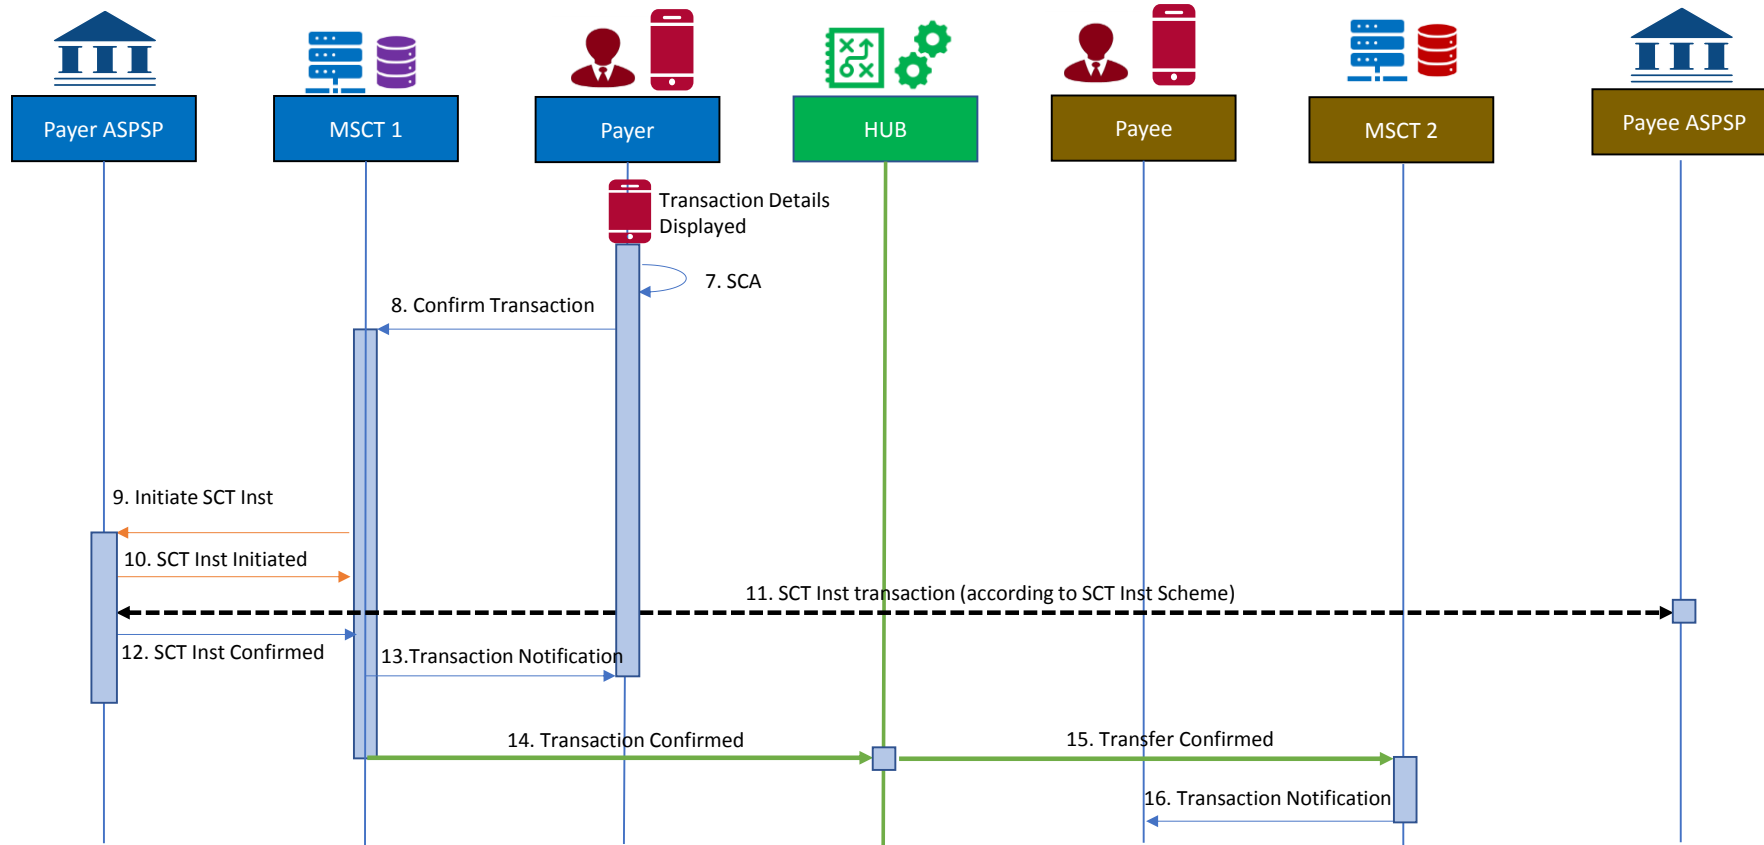 Payer ASPSP
MSCT 1
Payer
HUB
Payee
MSCT 2
Payee ASPSP
Transaction Details
Displayed
7. SCA
8. Confirm Transaction
9. Initiate SCT Inst
10. SCT Inst Initiated
11. SCT Inst transaction (according to SCT Inst Scheme)
12. SCT Inst Confirmed
13.Transaction Notification
14. Transaction Confirmed
15. Transfer Confirmed
16. Transaction Notification